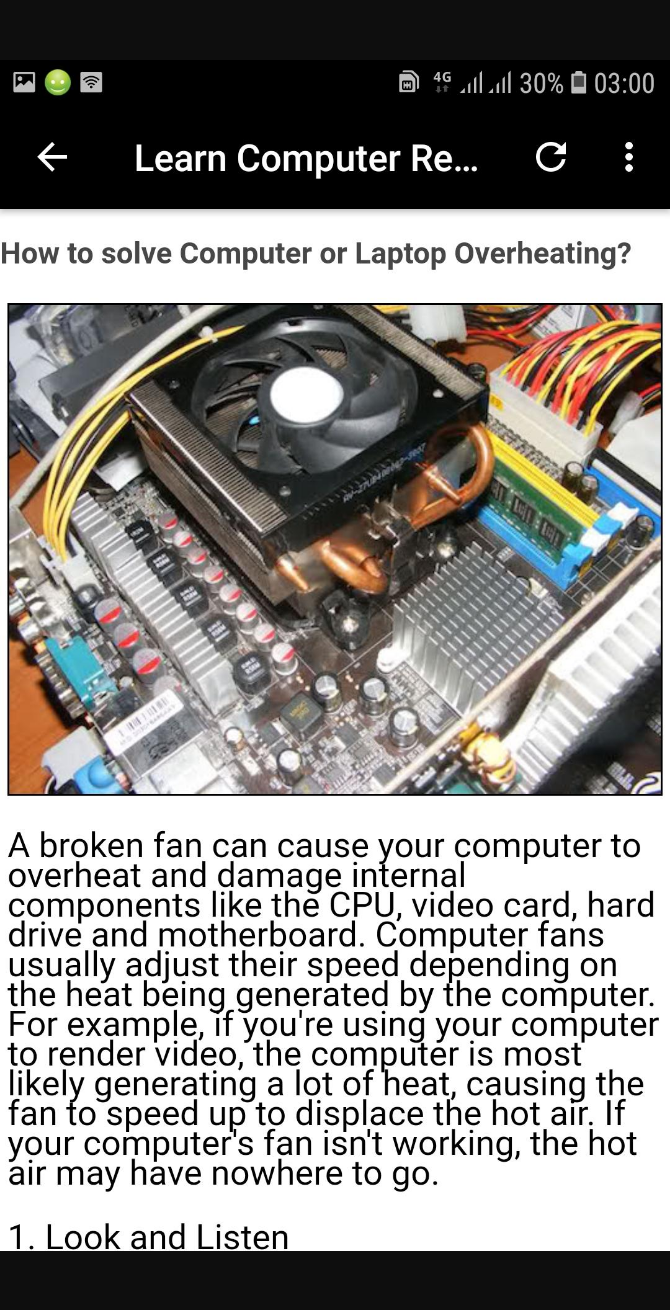 4G 30% 03:00
Learn Computer Re...
How to solve Computer or Laptop Overheating?
A broken fan can cause your computer to
overheat and damage internal
components like the CPU, video card, hard
drive and motherboard. Computer fans
usually adjust their speed depending on
the heat being generated by the computer.
For example, if you're using your computer
to render video, the computer is most
likely generating a lot of heat, causing the
fan to speed up to displace the hot air. If
your computer's fan isn't working, the hot
air may have nowhere to go.
1. Look and Listen